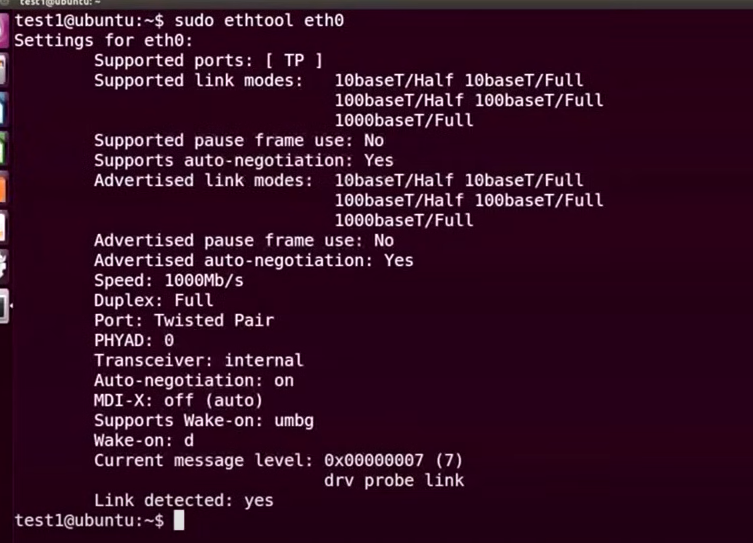 test1@ubuntu: ~
test1@ubuntu:~$ sudo ethtool eth0
Settings for eth0:
Supported ports: [ TP ]
Supported link modes: 10baseT/Half 10baseT/Full
100baseT/Half 100baseT/Full
1000baseT/Full
Supported pause frame use: No
Supports auto-negotiation: Yes
Advertised link modes: 10baseT/Half 10baseT/Full
100baseT/Half 100baseT/Full
1000baseT/Full
Advertised pause frame use: No
Advertised auto-negotiation: Yes
Speed: 1000Mb/s
Duplex: Full
Port: Twisted Pair
PHYAD: 0
Transceiver: internal
Auto-negotiation: on
MDI-X: off (auto)
Supports Wake-on: umbg
Wake-on: d
Current message level: 0x00000007 (7)
drv probe link
Link detected: yes
test1@ubuntu:~$